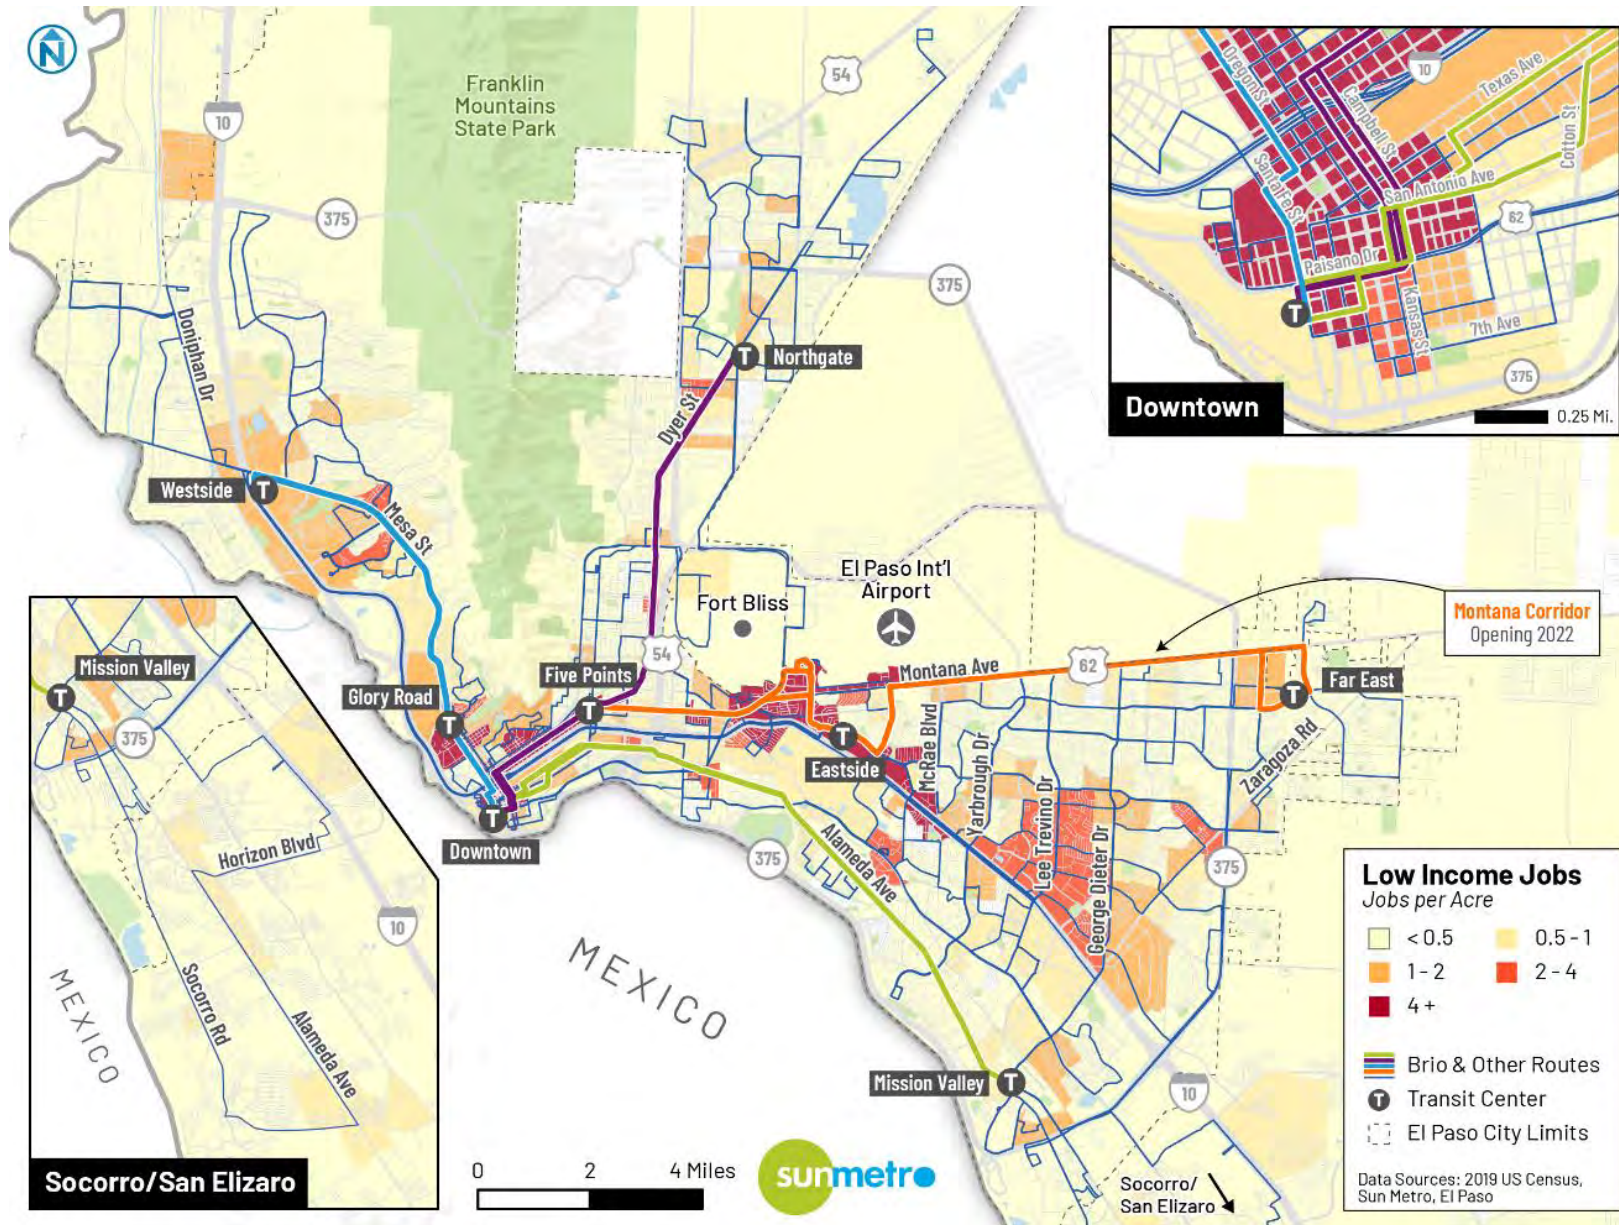 N
Franklin
Mountains
State Park
54
10
375
375
Doniphan Dr
Northgate
T
Dyer St
Westside
T
Mesa St
El Paso Int'l
Airport
Fort Bliss
54
Five Points
T
Glory Road
T
Montana Ave
62
Montana Corridor
Opening 2022
Far East
T
Zaragoza Rd
Eastside
T
McRae Blvd
Yarbrough Dr
Lee Trevino Dr
George Dieter Dr
375
Downtown
T
375
Alameda Ave
MEXICO
Mission Valley
T
10
Socorro/
San Elizaro
Oregon St
10
Texas Ave
Campbell St
Cotton St
Santa Fe St
San Antonio Ave
62
Paisano Dr
T
Kansas St
7th Ave
375
Downtown
0.25 Mi.
Mission Valley
T
375
Horizon Blvd
10
Socorro Rd
Alameda Ave
MEXICO
Socorro/San Elizaro
0 2 4 Miles
sunmetro
Low Income Jobs
Jobs per Acre
< 0.5 0.5 - 1
1 - 2 2 - 4
4 +
Brio & Other Routes
T Transit Center
El Paso City Limits
Data Sources: 2019 US Census,
Sun Metro, El Paso